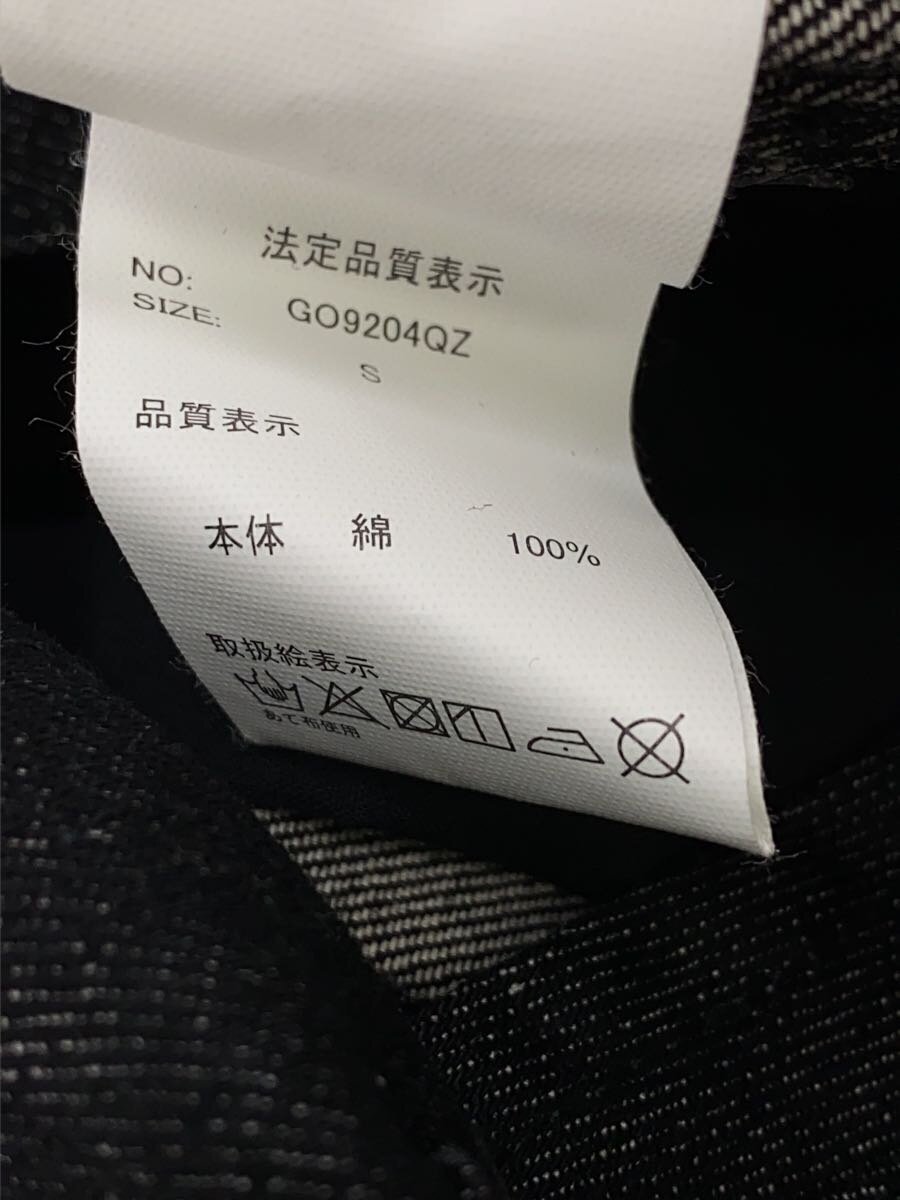 法定品質表示
NO: GO9204QZ
SIZE: S
品質表示
本体 綿 100%
取扱絵表示
あて布使用